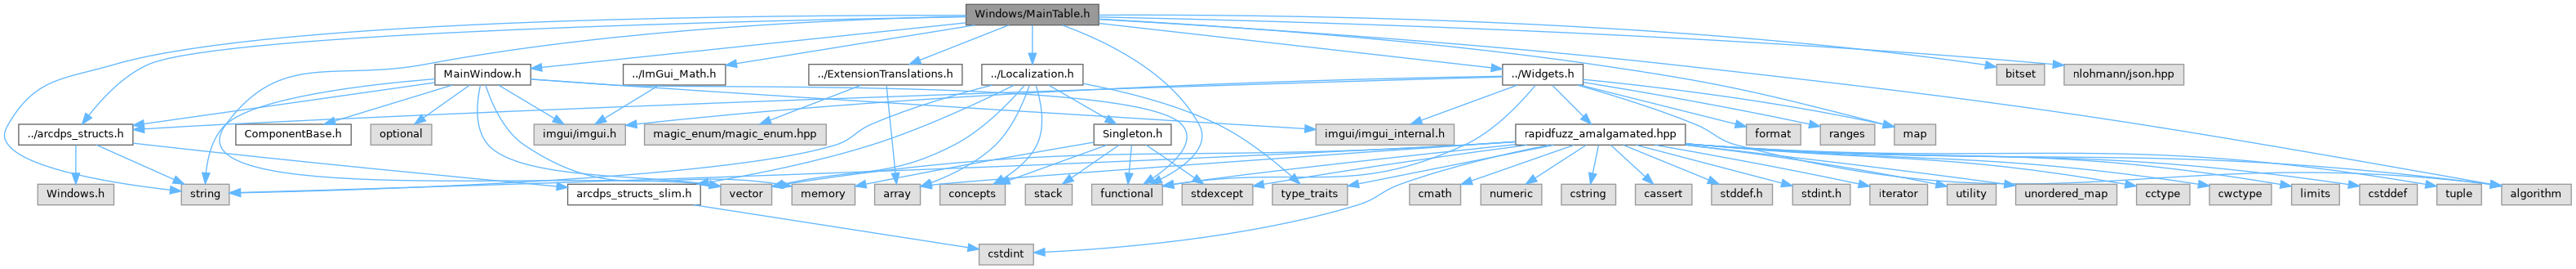 Windows/MainTable.h
MainWindow.h
../ImGui_Math.h
../ExtensionTranslations.h
../Localization.h
../Widgets.h
bitset
nlohmann/json.hpp
../arcdps_structs.h
ComponentBase.h
optional
imgui/imgui.h
magic_enum/magic_enum.hpp
Singleton.h
imgui/imgui_internal.h
rapidfuzz_amalgamated.hpp
format
ranges
map
Windows.h
string
arcdps_structs_slim.h
vector
memory
array
concepts
stack
functional
stdexcept
type_traits
cmath
numeric
cstring
cassert
stddef.h
stdint.h
iterator
utility
unordered_map
cctype
cwctype
limits
cstddef
tuple
algorithm
cstdint